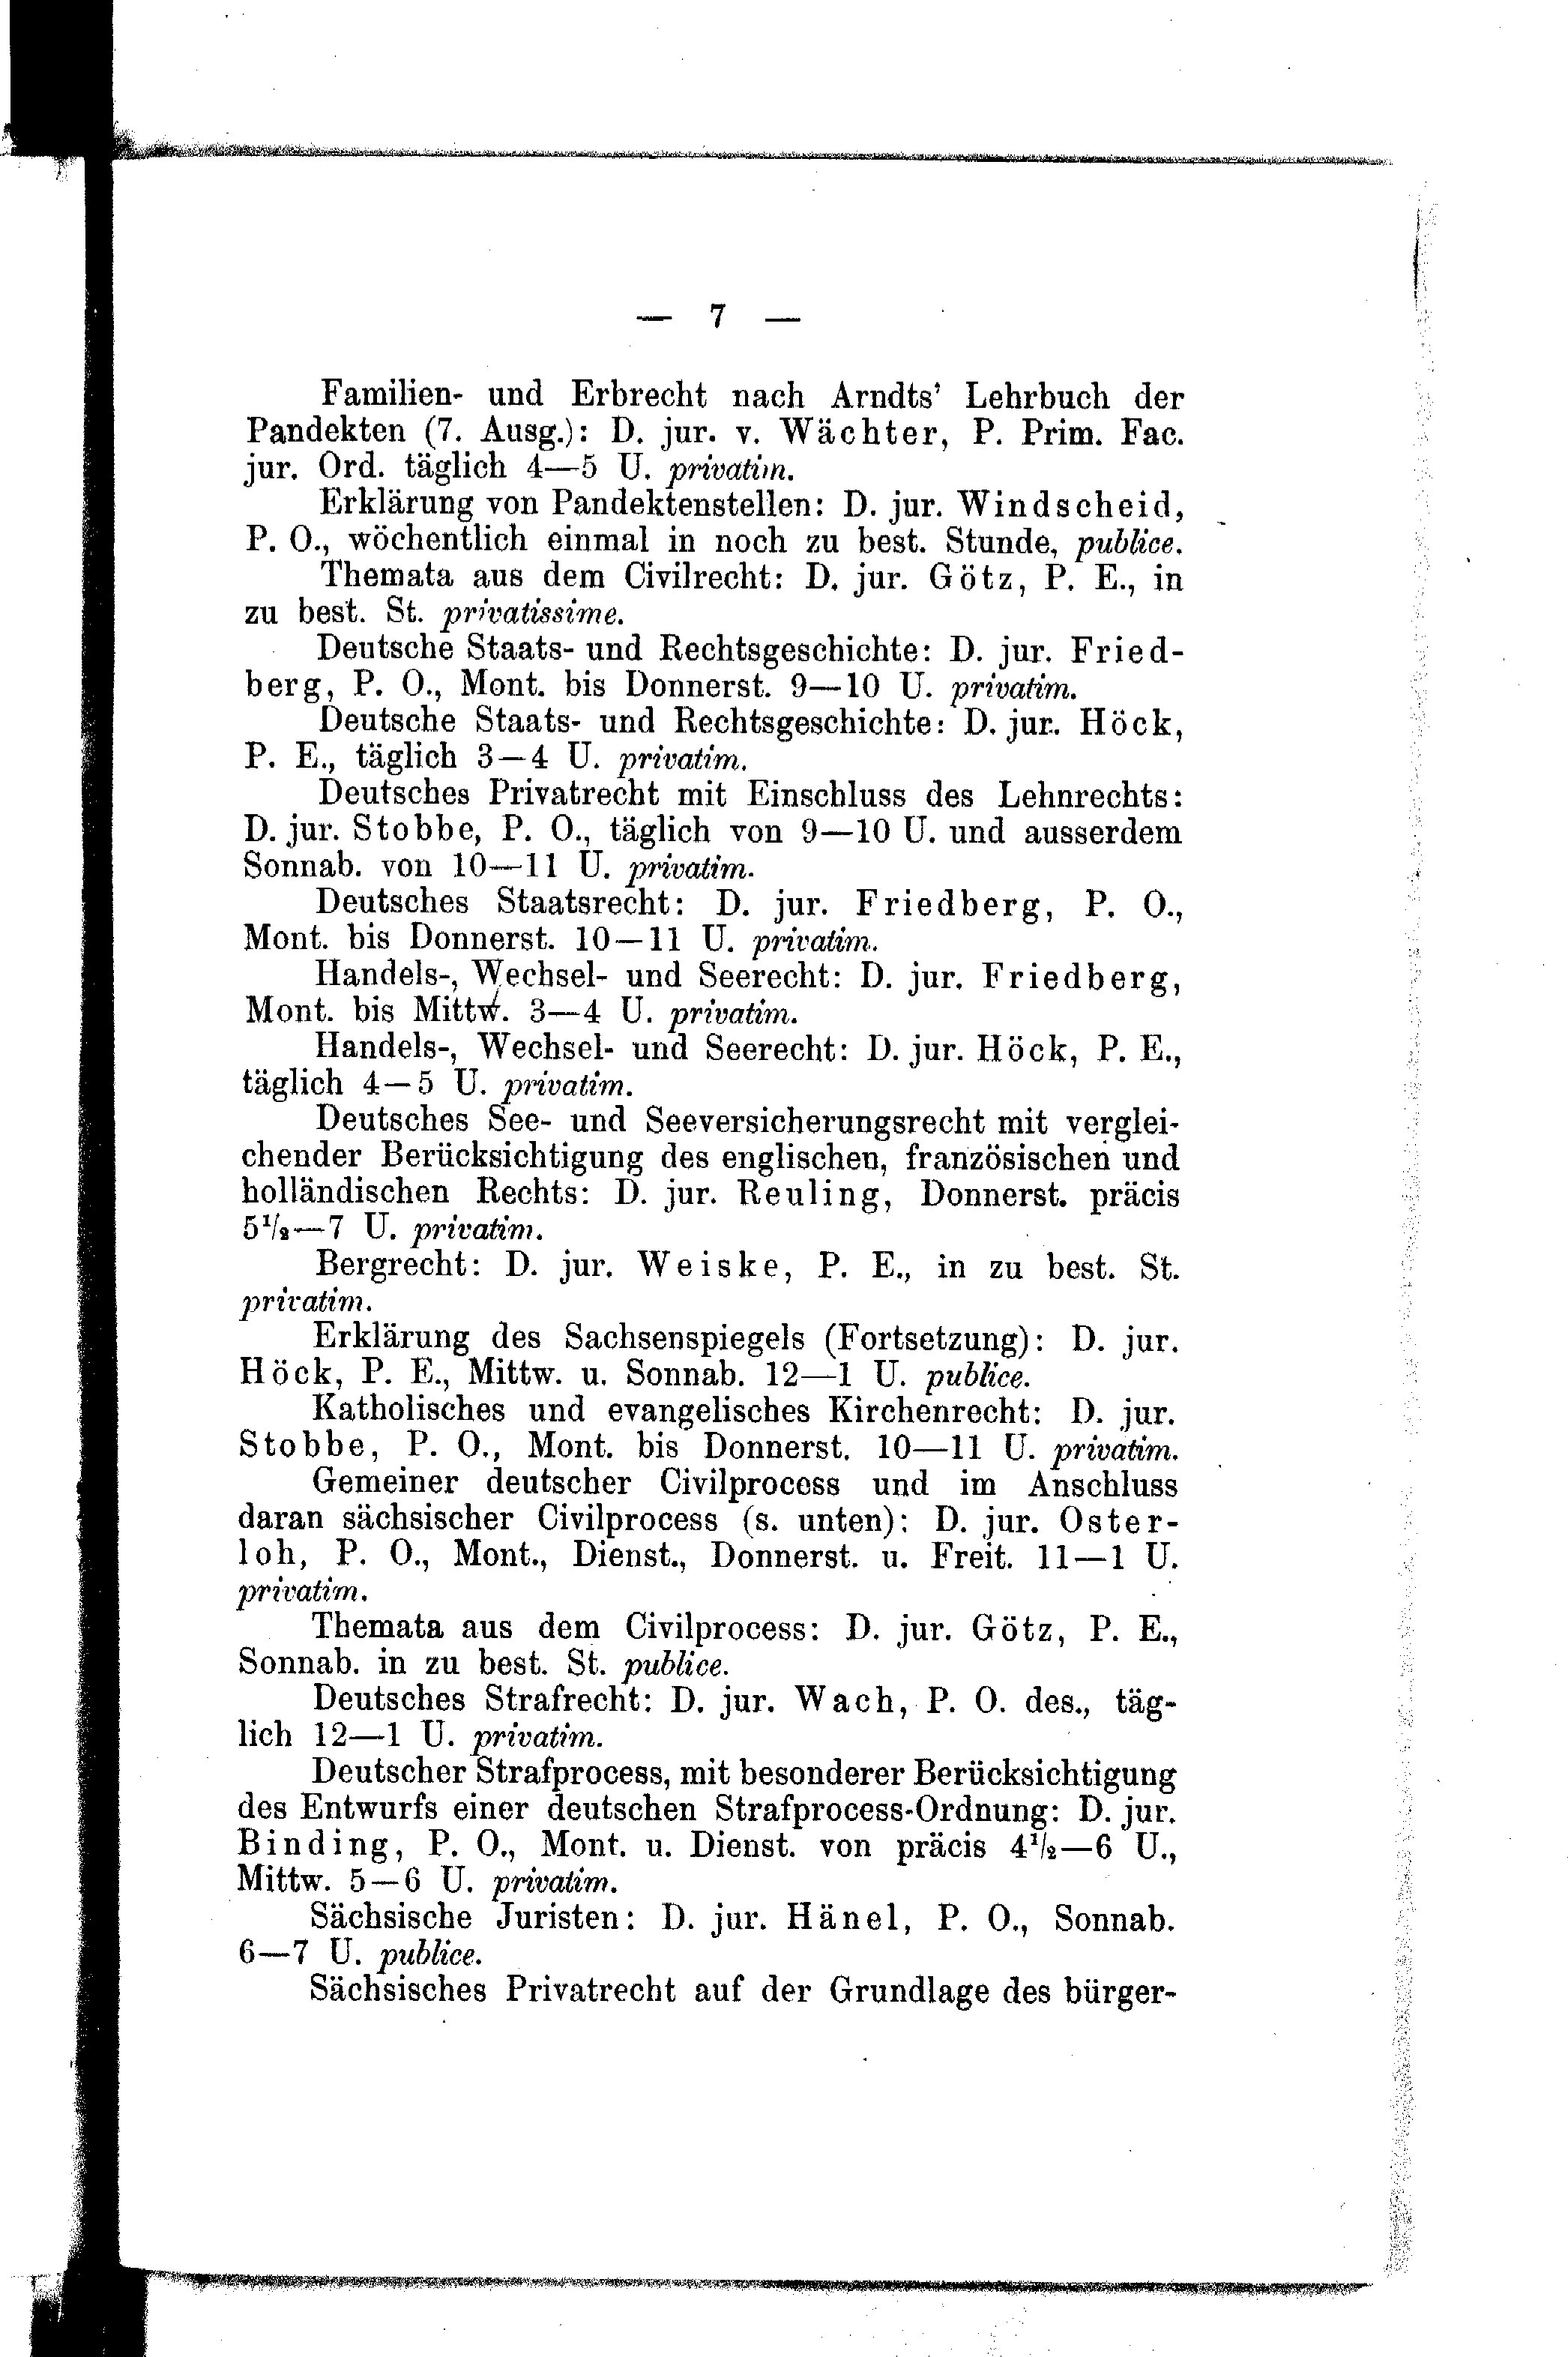 — 7 —
Familien- und Erbrecht nach Arndts' Lehrbuch der
Pandekten (7. Ausg.): D. jur. v. Wächter, P. Prim. Fac.
jur. Ord. täglich 4—5 U. privatim.
Erklärung von Pandektenstellen: D. jur. Windscheid,
P. O., wöchentlich einmal in noch zu best. Stunde, publice.
Themata aus dem Civilrecht: D. jur. Götz, P. E., in
zu best. St. privatissime.
Deutsche Staats- und Rechtsgeschichte: D. jur. Fried-
berg, P. O., Mont. bis Donnerst. 9—10 U. privatim.
Deutsche Staats- und Rechtsgeschichte: D. jur. Höck,
P. E., täglich 3—4 U. privatim.
Deutsches Privatrecht mit Einschluss des Lehnrechts:
D. jur. Stobbe, P. O., täglich von 9—10 U. und ausserdem
Sonnab. von 10—11 U. privatim.
Deutsches Staatsrecht: D. jur. Friedberg, P. O.,
Mont. bis Donnerst. 10—11 U. privatim.
Handels-, Wechsel- und Seerecht: D. jur. Friedberg,
Mont. bis Mittw. 3—4 U. privatim.
Handels-, Wechsel- und Seerecht: D. jur. Höck, P. E.,
täglich 4—5 U. privatim.
Deutsches See- und Seeversicherungsrecht mit verglei-
chender Berücksichtigung des englischen, französischen und
holländischen Rechts: D. jur. Reuling, Donnerst. präcis
5½—7 U. privatim.
Bergrecht: D. jur. Weiske, P. E., in zu best. St.
privatim.
Erklärung des Sachsenspiegels (Fortsetzung): D. jur.
Höck, P. E., Mittw. u. Sonnab. 12—1 U. publice.
Katholisches und evangelisches Kirchenrecht: D. jur.
Stobbe, P. O., Mont. bis Donnerst. 10—11 U. privatim.
Gemeiner deutscher Civilprocess und im Anschluss
daran sächsischer Civilprocess (s. unten): D. jur. Oster-
loh, P. O., Mont., Dienst., Donnerst. u. Freit. 11—1 U.
privatim.
Themata aus dem Civilprocess: D. jur. Götz, P. E.,
Sonnab. in zu best. St. publice.
Deutsches Strafrecht: D. jur. Wach, P. O. des., täg-
lich 12—1 U. privatim.
Deutscher Strafprocess, mit besonderer Berücksichtigung
des Entwurfs einer deutschen Strafprocess-Ordnung: D. jur.
Binding, P. O., Mont. u. Dienst. von präcis 4½—6 U.,
Mittw. 5—6 U. privatim.
Sächsische Juristen: D. jur. Hänel, P. O., Sonnab.
6—7 U. publice.
Sächsisches Privatrecht auf der Grundlage des bürger-